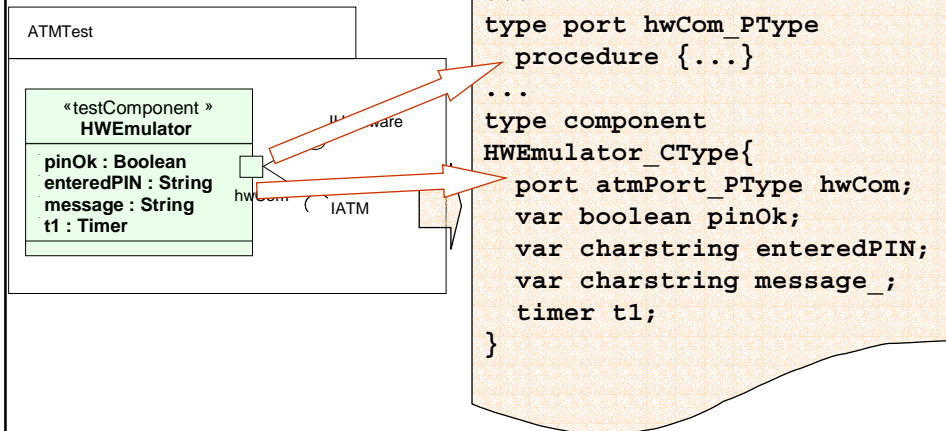 ATMTest
«testComponent »
HWEmulator
pinOk : Boolean
enteredPIN : String
message : String
t1 : Timer
hwCom
IATM
...
type port hwCom_PType
procedure {...}
...
type component
HWEmulator_CType{
port atmPort_PType hwCom;
var boolean pinOk;
var charstring enteredPIN;
var charstring message_;
timer t1;
}